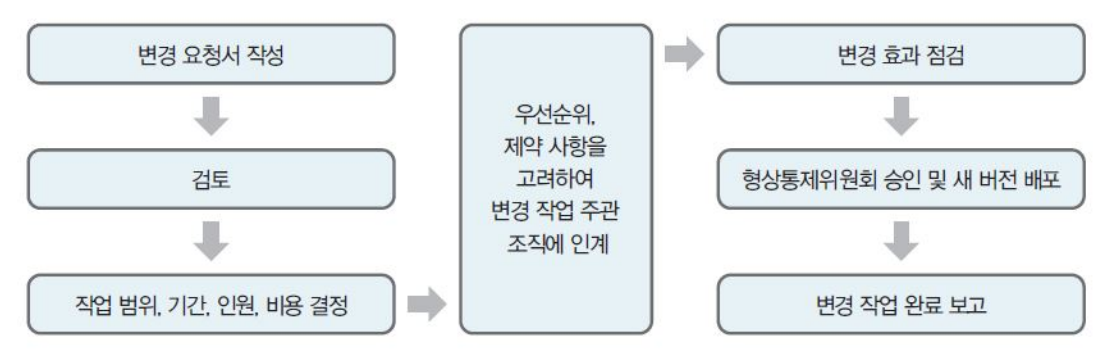 변경 요청서 작성
검토
작업 범위, 기간, 인원, 비용 결정
우선순위,
제약 사항을
고려하여
변경 작업 주관
조직에 인계
변경 효과 점검
형상통제위원회 승인 및 새 버전 배포
변경 작업 완료 보고